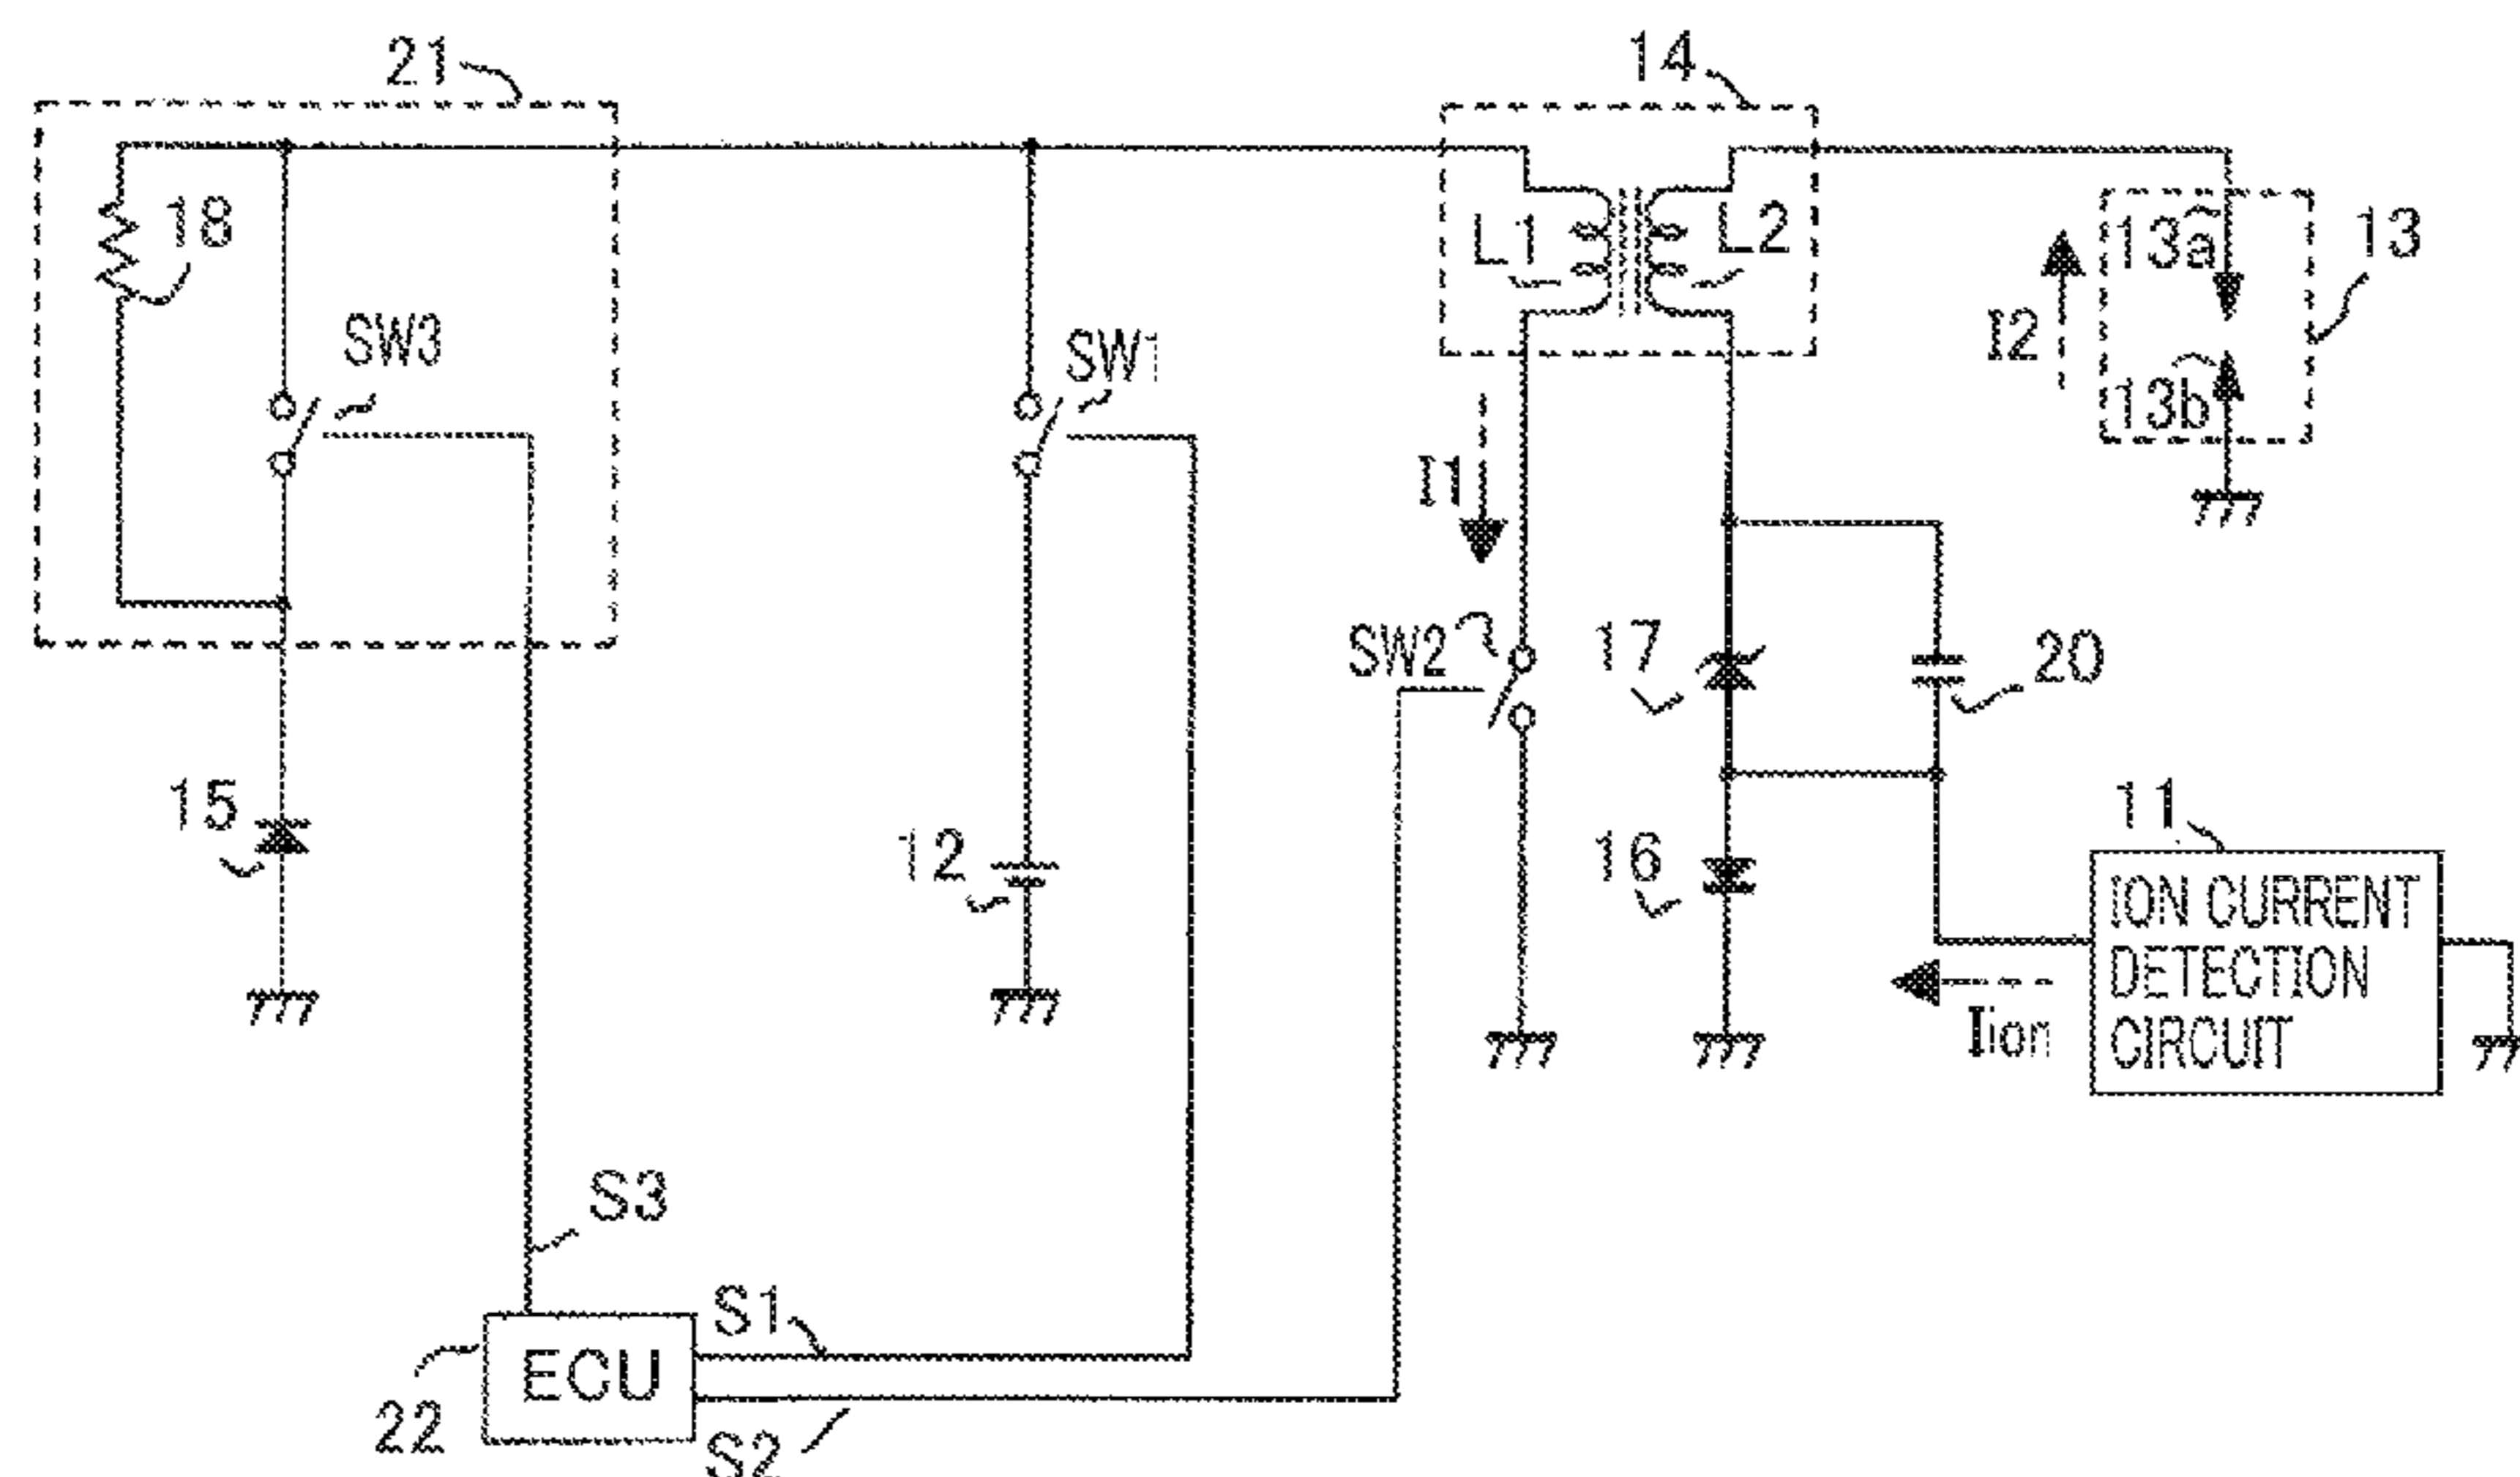 21
14
18
L1
L2
13a
13
SW3
SW1
I2
13b
I1
SW2
17
20
15
11
12
16
ION CURRENT
DETECTION
CIRCUIT
Iion
S3
S1
ECU
22
S2